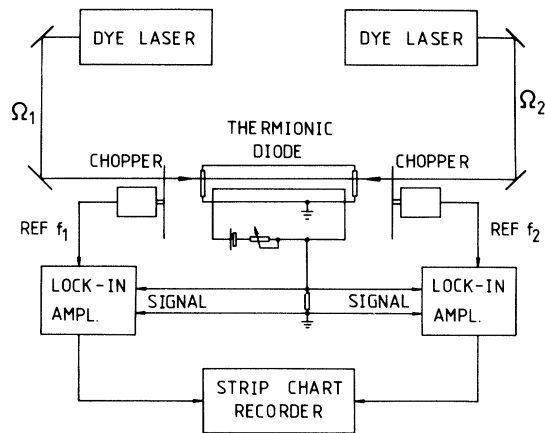 DYE LASER
DYE LASER
Ω1
Ω2
THERMIONIC
DIODE
CHOPPER
CHOPPER
REF f1
REF f2
LOCK-IN
AMPL.
SIGNAL
SIGNAL
LOCK-IN
AMPL.
STRIP CHART
RECORDER